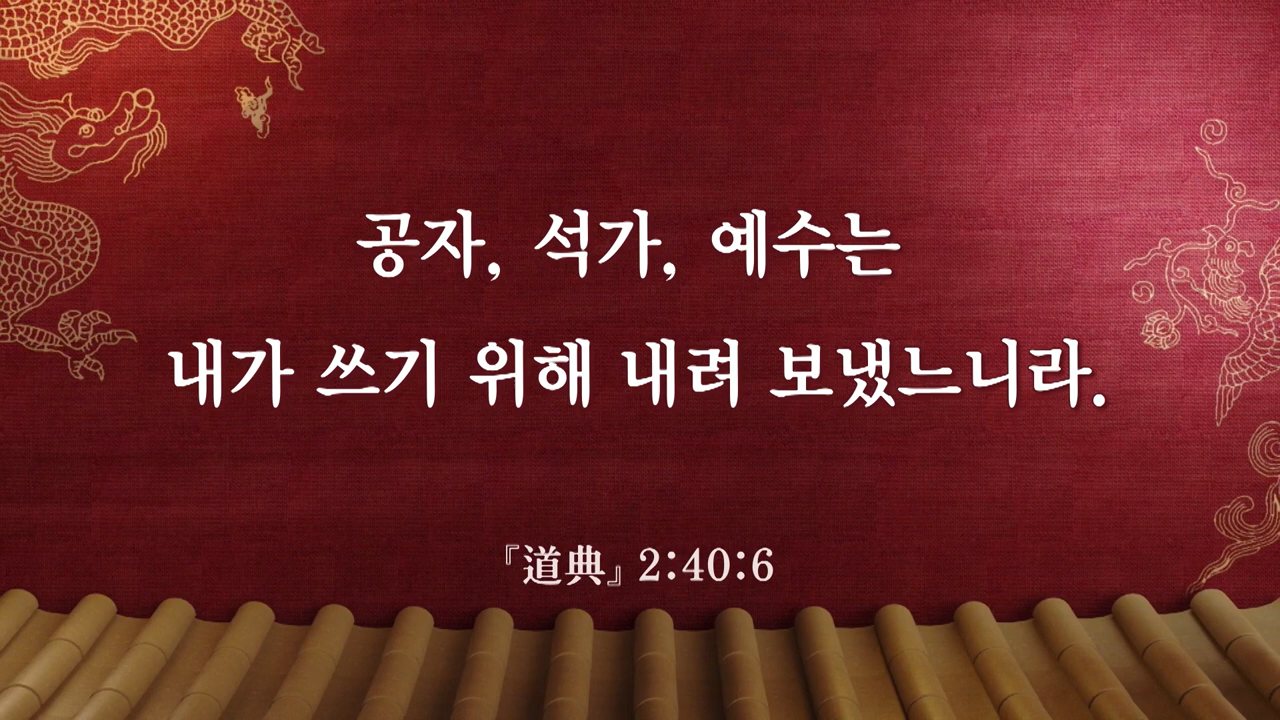 공자, 석가, 예수는
내가 쓰기 위해 내려 보냈느니라.
『道典』 2:40:6